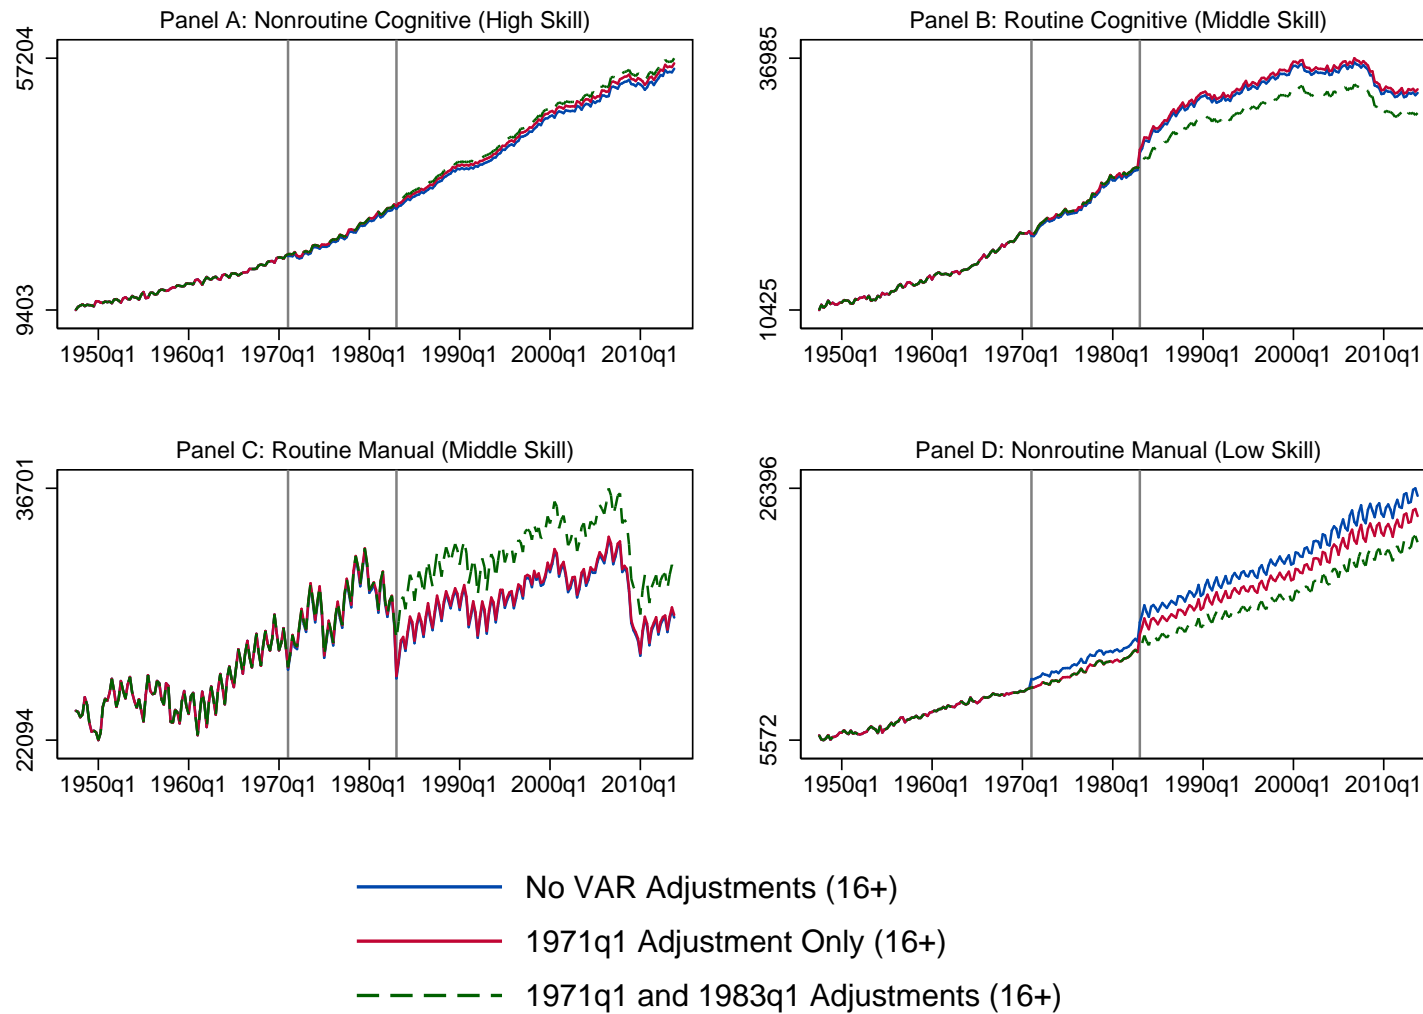 Panel A: Nonroutine Cognitive (High Skill)
57204
9403
1950q1 1960q1 1970q1 1980q1 1990q1 2000q1 2010q1
Panel B: Routine Cognitive (Middle Skill)
36985
10425
1950q1 1960q1 1970q1 1980q1 1990q1 2000q1 2010q1
Panel C: Routine Manual (Middle Skill)
36701
22094
1950q1 1960q1 1970q1 1980q1 1990q1 2000q1 2010q1
Panel D: Nonroutine Manual (Low Skill)
26396
5572
1950q1 1960q1 1970q1 1980q1 1990q1 2000q1 2010q1
No VAR Adjustments (16+)
1971q1 Adjustment Only (16+)
1971q1 and 1983q1 Adjustments (16+)